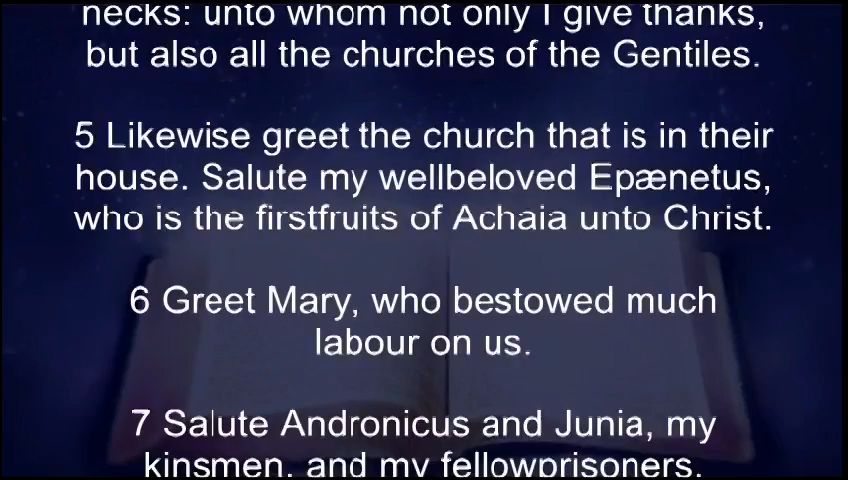 necks: unto whom not only I give thanks,
but also all the churches of the Gentiles.
5 Likewise greet the church that is in their
house. Salute my wellbeloved Epænetus,
who is the firstfruits of Achaia unto Christ.
6 Greet Mary, who bestowed much
labour on us.
7 Salute Andronicus and Junia, my
kinsmen, and my fellowprisoners,